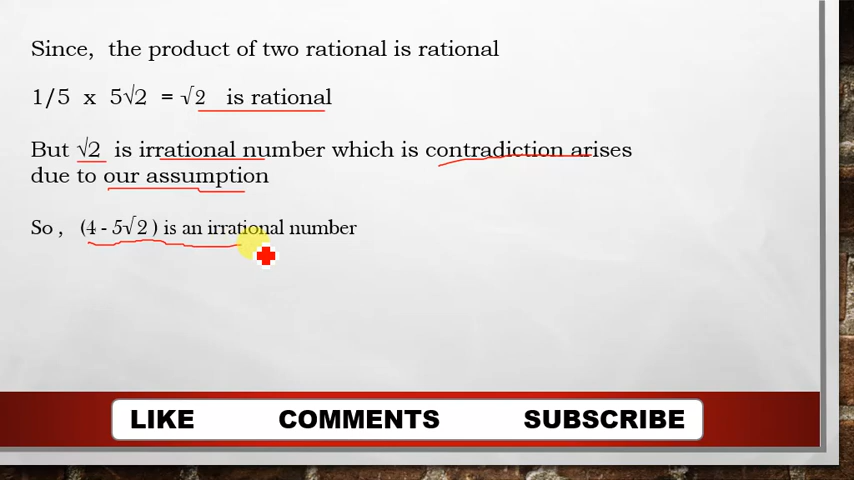 Since, the product of two rational is rational
1/5 x 5√2 = √2 is rational
But √2 is irrational number which is contradiction arises
due to our assumption
So , (4 - 5√2 ) is an irrational number
LIKE COMMENTS SUBSCRIBE